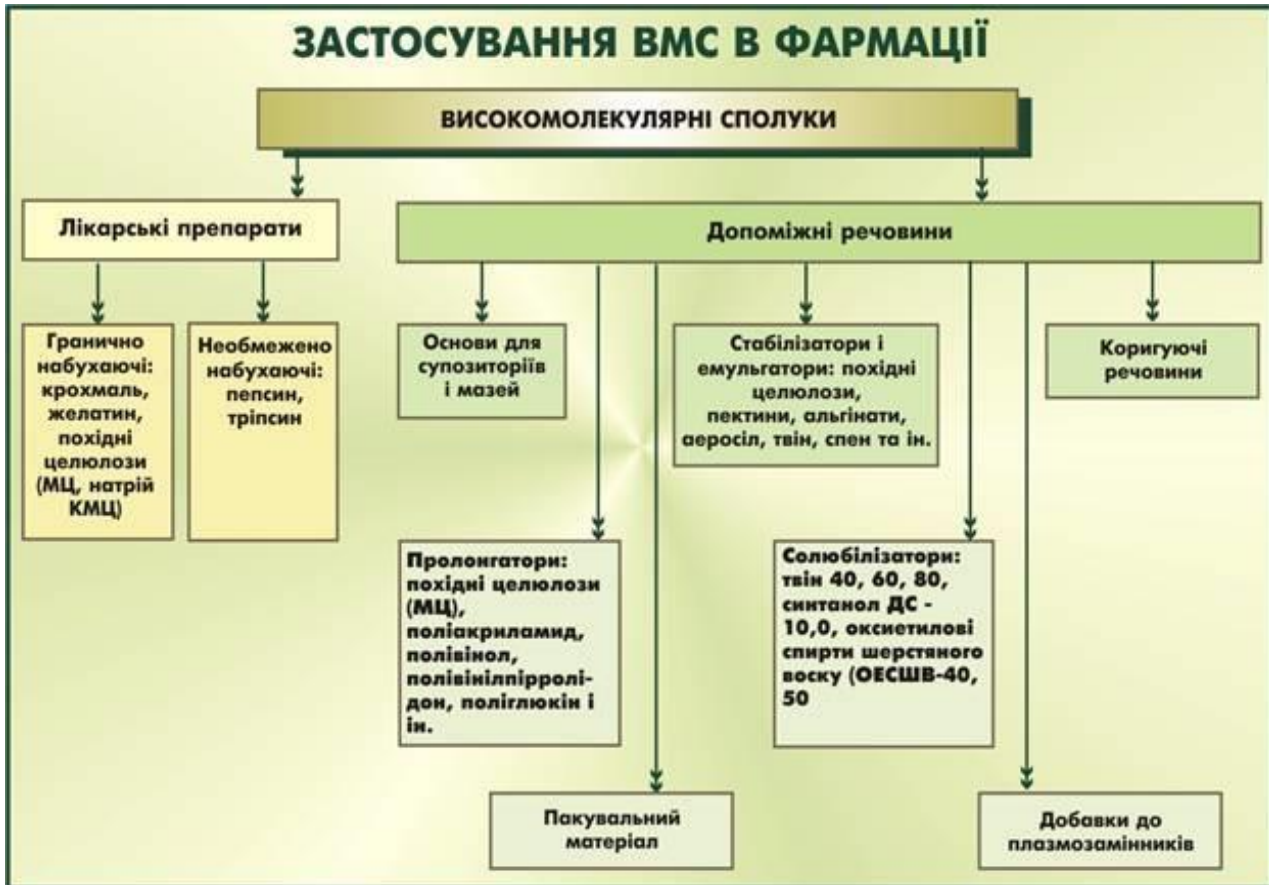 ЗАСТОСУВАННЯ ВМС В ФАРМАЦІЇ
ВИСОКОМОЛЕКУЛЯРНІ СПОЛУКИ
Лікарські препарати
Допоміжні речовини
Гранично
набухаючі:
крохмаль,
желатин,
похідні
целюлози
(МЦ, натрій
КМЦ)
Необмежено
набухаючі:
пепсин,
тріпсин
Основи для
супозиторіїв
і мазей
Стабілізатори і
емульгатори: похідні
целюлози,
пектини, альгінати,
аеросіл, твін, спен та ін.
Коригуючі
речовини
Пролонгатори:
похідні целюлози
(МЦ),
поліакриламид,
полівінол,
полівінілпірролі-
дон, поліглюкін і
ін.
Солюбілізатори:
твін 40, 60, 80,
синтанол ДС -
10,0, оксиетилові
спирти шерстяного
воску (ОЕСШВ-40,
50
Пакувальний
матеріал
Добавки до
плазмозамінників